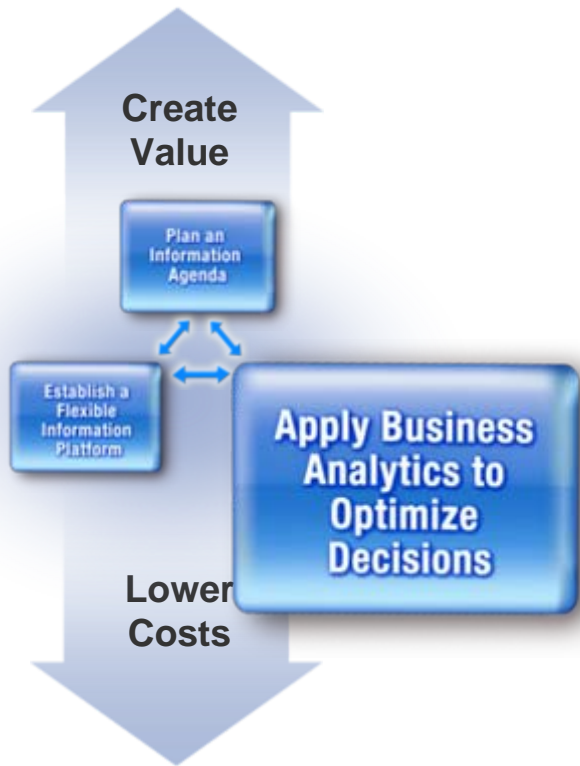 Create
Value
Plan an
Information
Agenda
Establish a
Flexible
Information
Platform
Apply Business
Analytics to
Optimize
Decisions
Lower
Costs